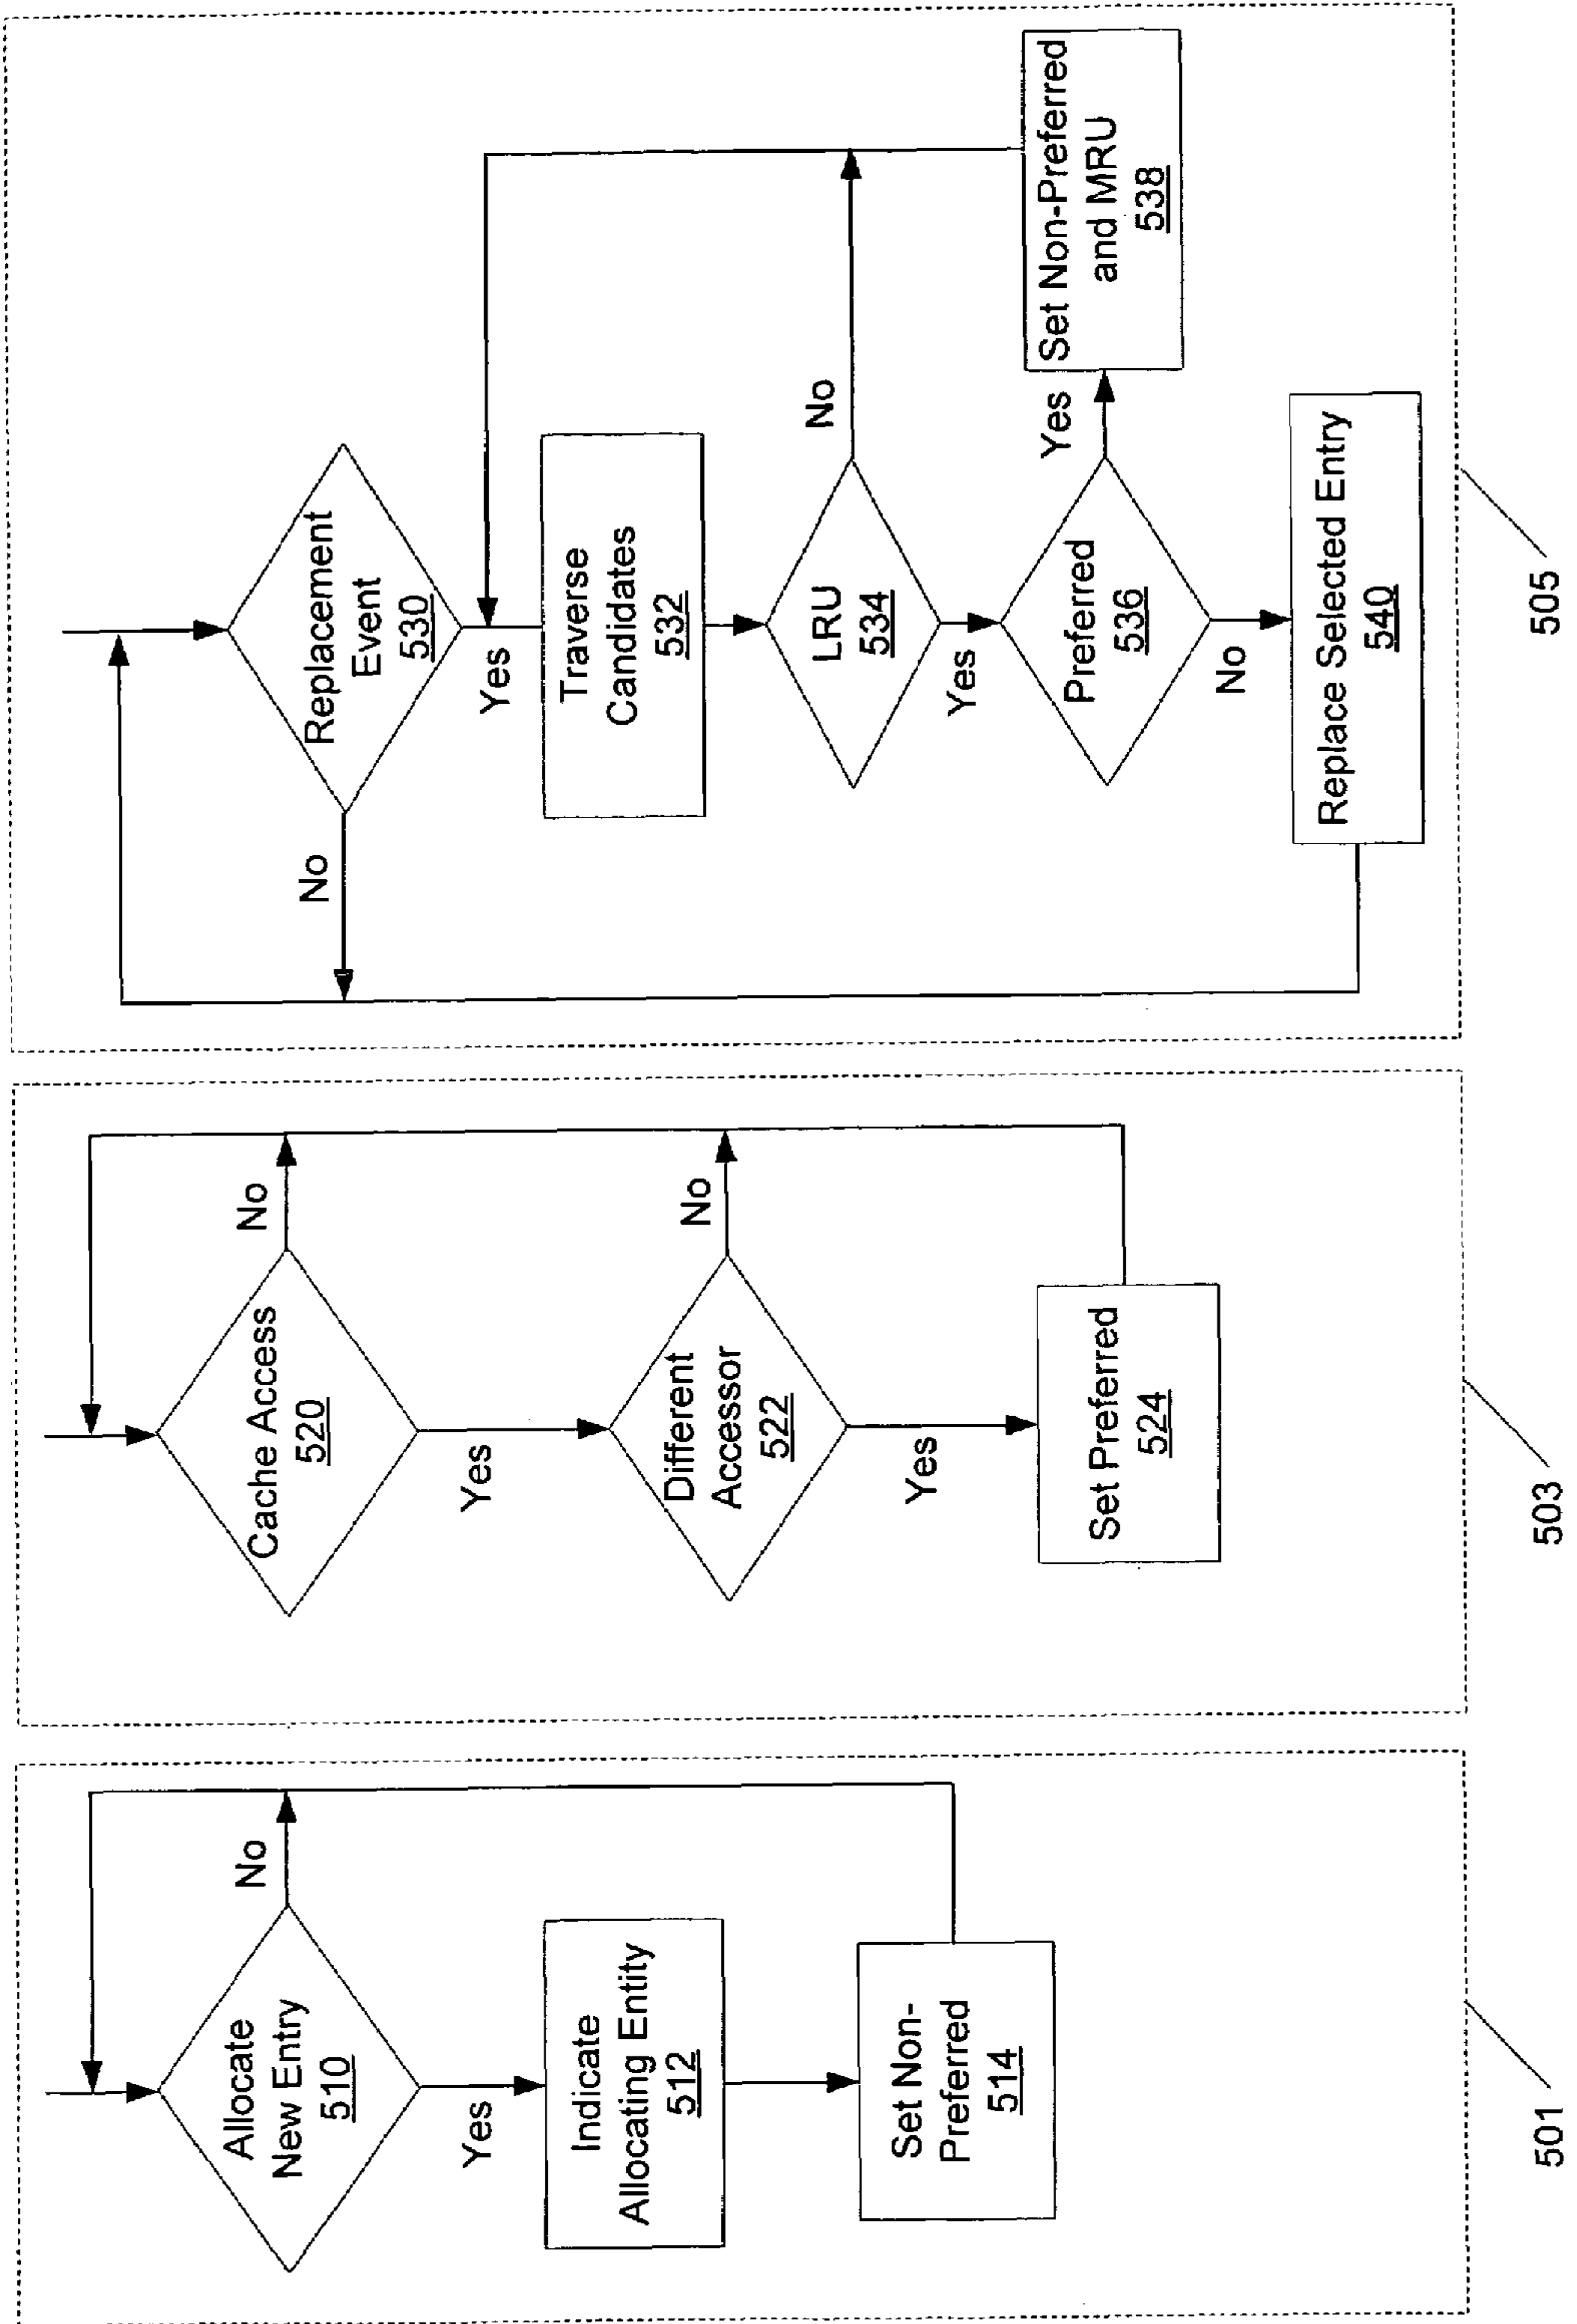 Allocate
New Entry
510
No
Yes
Indicate
Allocating Entity
512
Set Non-
Preferred
514
501
Cache Access
520
No
Yes
Different
Accessor
522
No
Yes
Set Preferred
524
503
Replacement
Event
530
No
Yes
Traverse
Candidates
532
LRU
534
No
Yes
Preferred
536
Yes
No
Set Non-Preferred
and MRU
538
Replace Selected Entry
540
505